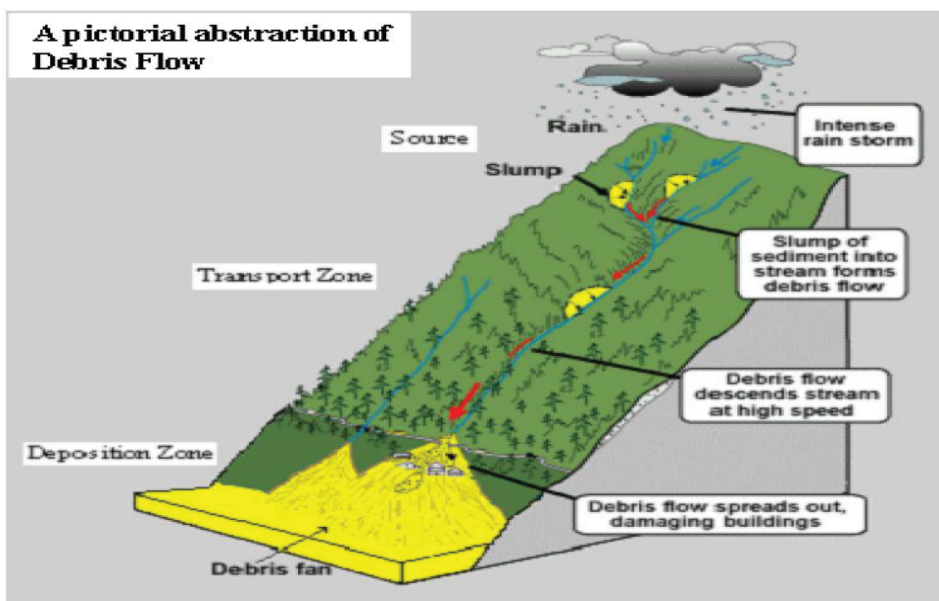 A pictorial abstraction of
Debris Flow
Rain
Source
Slump
Intense
rain storm
Slump of
sediment into
stream forms
debris flow
Transport Zone
Debris flow
descends stream
at high speed
Deposition Zone
Debris flow spreads out,
damaging buildings
Debris fan